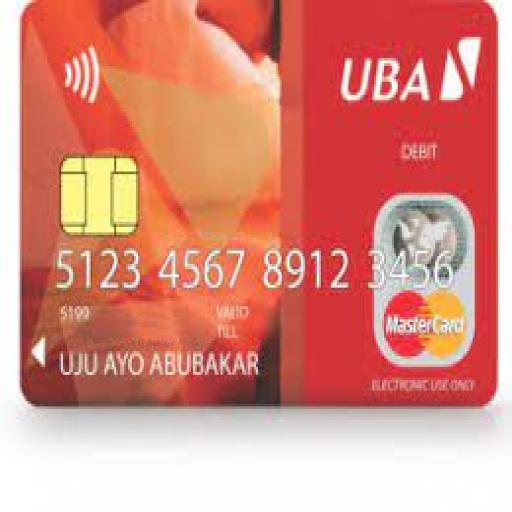 UBA
DEBIT
5123 4567 8912 3456
5199
VALID
TILL
MasterCard
UJU AYO ABUBAKAR
ELECTRONIC USE ONLY